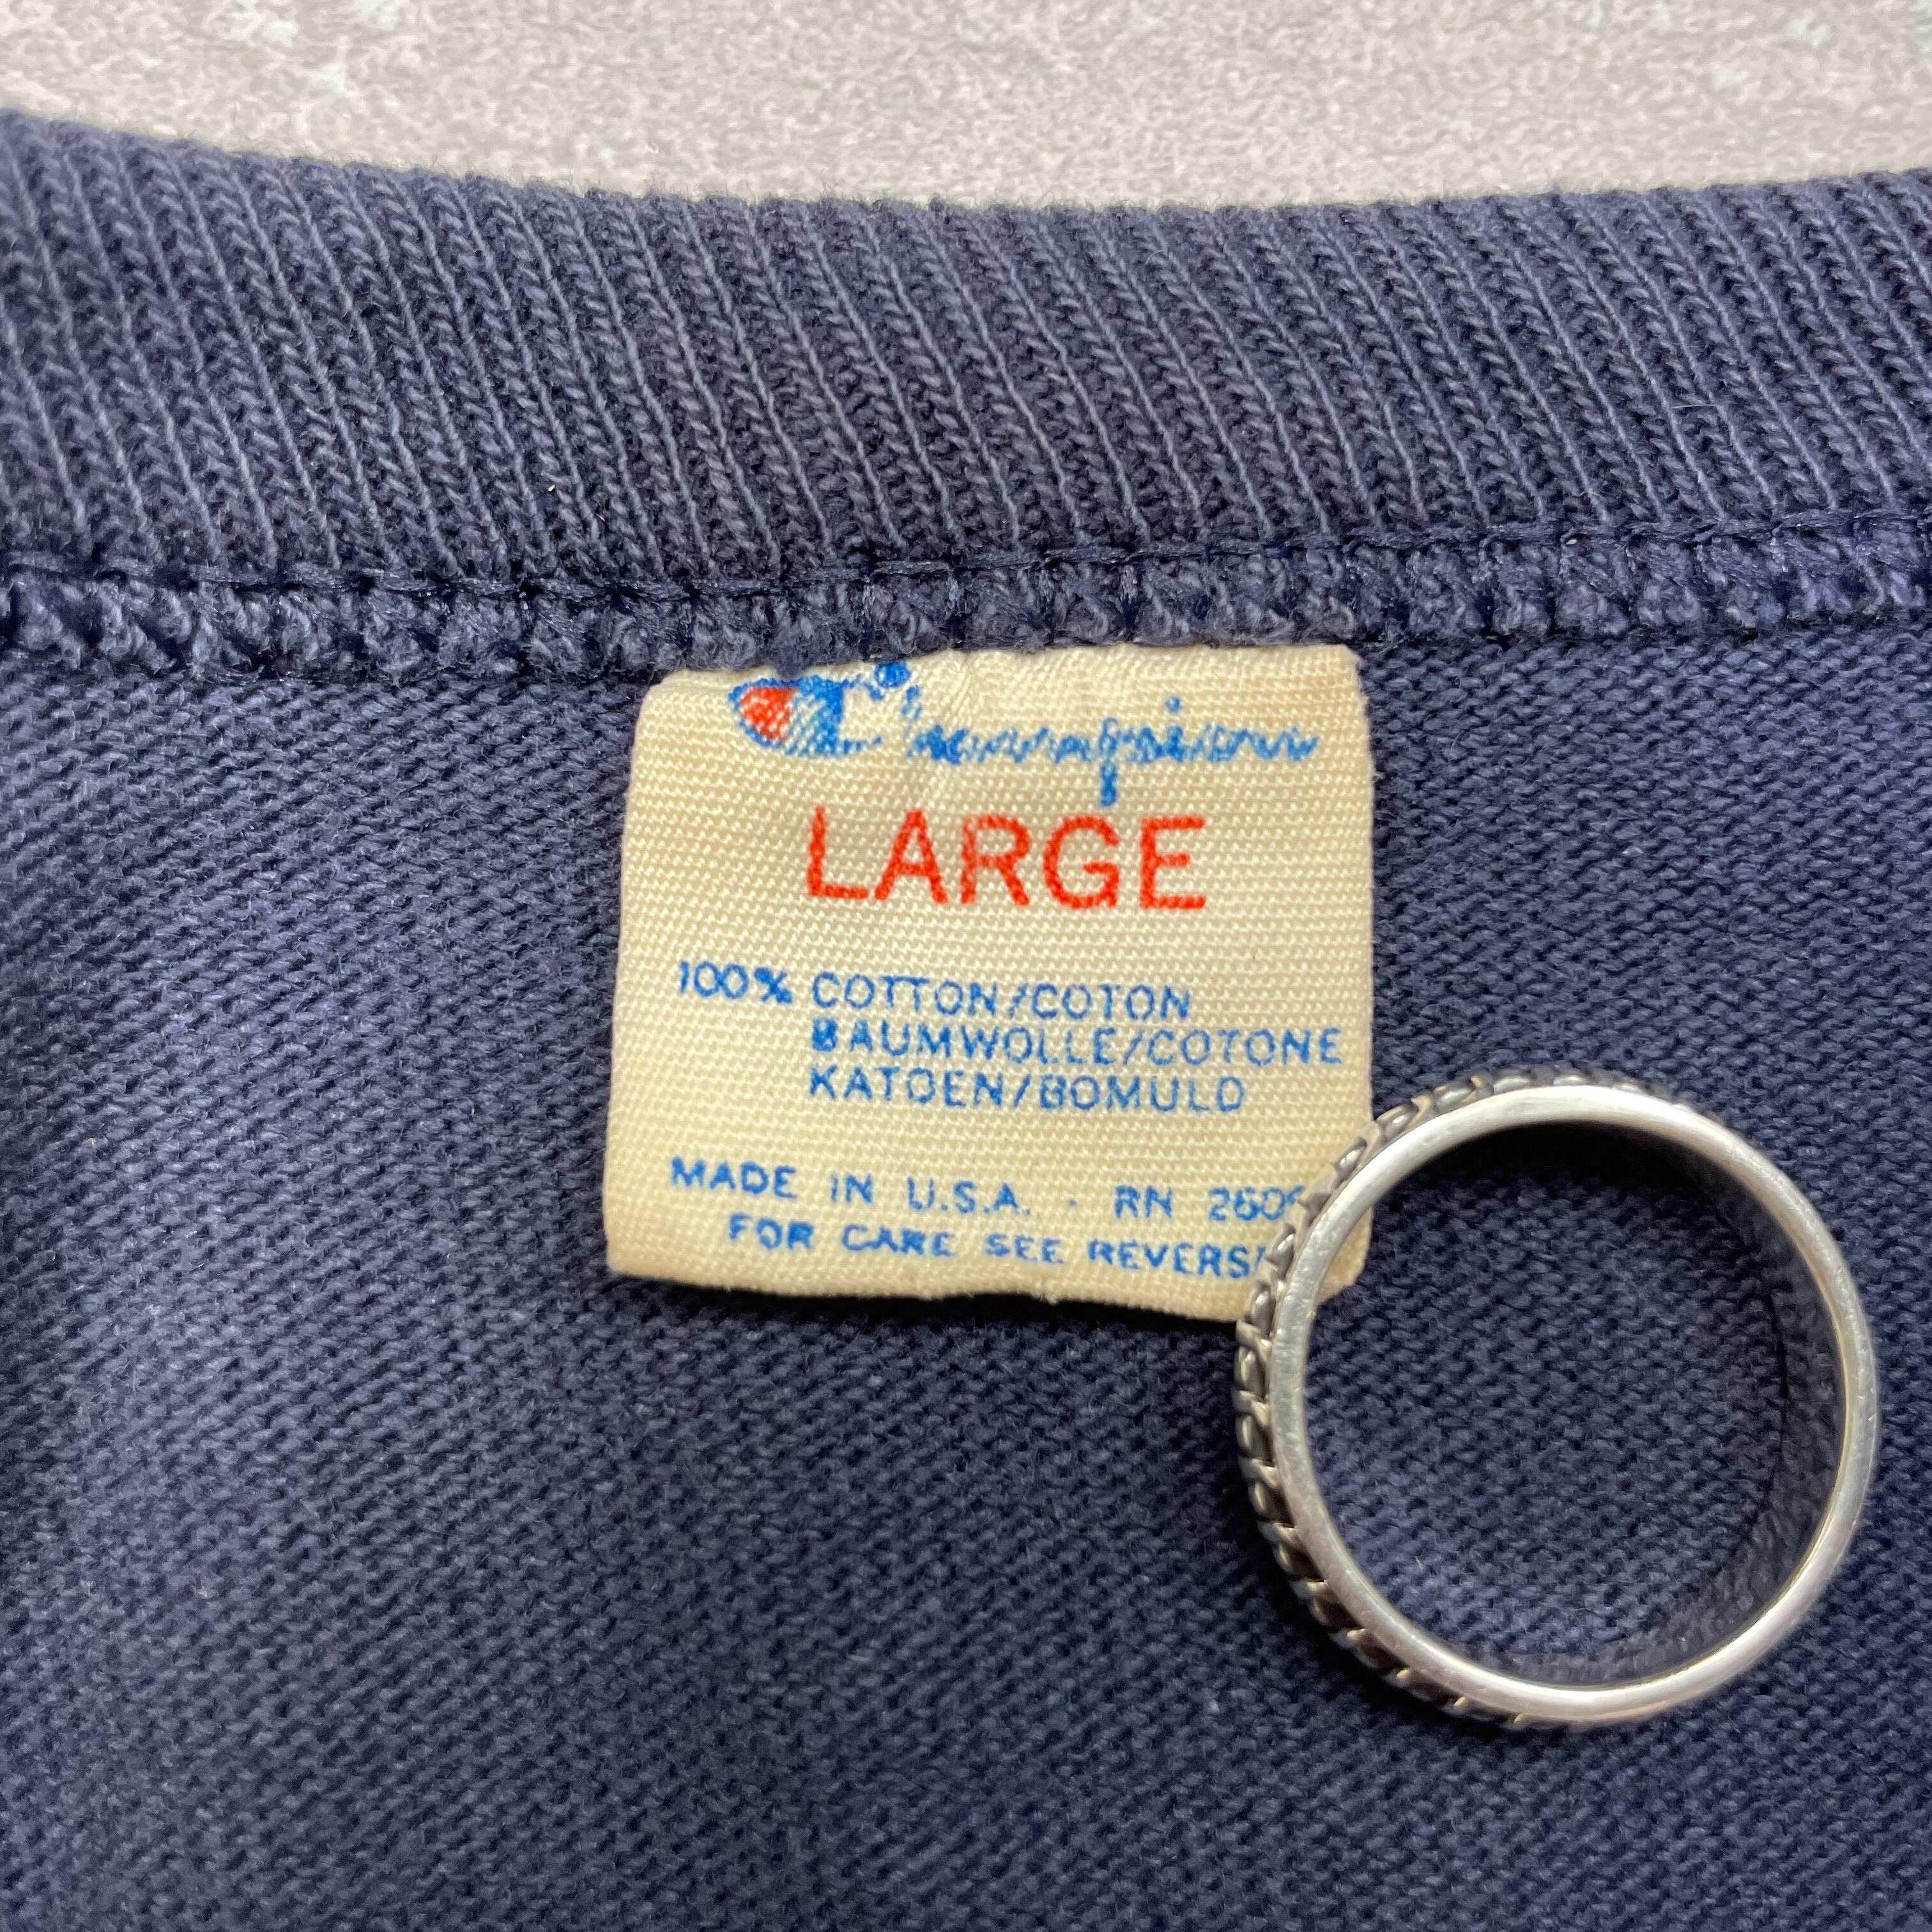 Champion
LARGE
100% COTTON/COTON
BAUMWOLLE/COTONE
KATOEN/BOMULD
MADE IN U.S.A. - RN
FOR CARE SEE